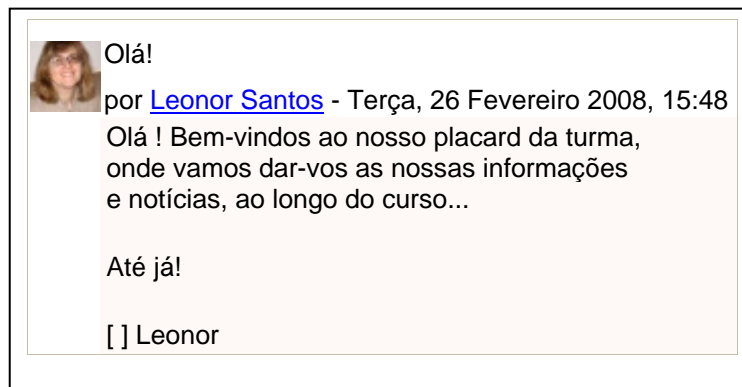 Olá!
por Leonor Santos - Terça, 26 Fevereiro 2008, 15:48
Olá ! Bem-vindos ao nosso placard da turma,
onde vamos dar-vos as nossas informações
e notícias, ao longo do curso...
Até já!
[ ] Leonor